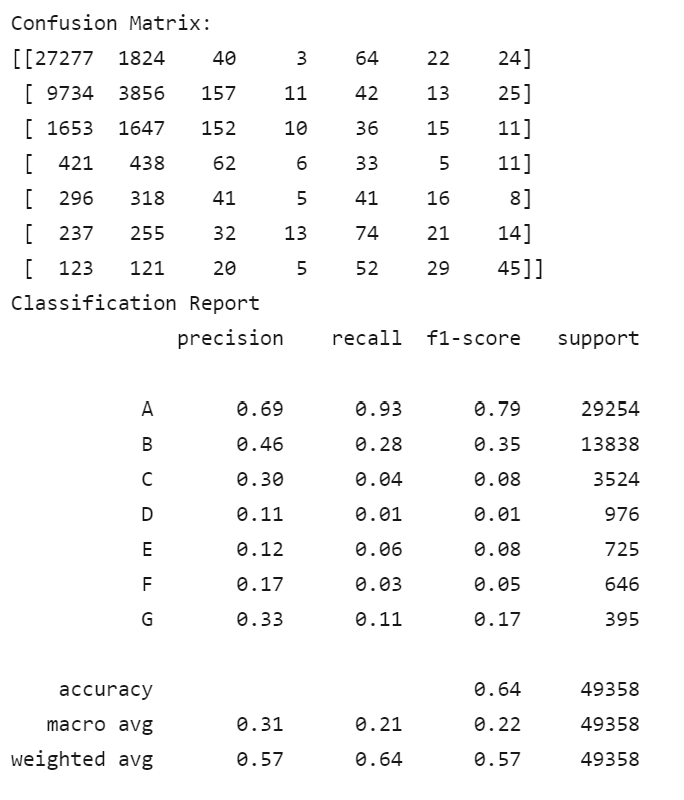 Confusion Matrix:
[[27277  1824    40     3    64    22    24]
 [ 9734  3856   157    11    42    13    25]
 [ 1653  1647   152    10    36    15    11]
 [  421   438    62     6    33     5    11]
 [  296   318    41     5    41    16     8]
 [  237   255    32    13    74    21    14]
 [  123   121    20     5    52    29    45]]
Classification Report
              precision    recall  f1-score   support

           A       0.69      0.93      0.79     29254
           B       0.46      0.28      0.35     13838
           C       0.30      0.04      0.08      3524
           D       0.11      0.01      0.01       976
           E       0.12      0.06      0.08       725
           F       0.17      0.03      0.05       646
           G       0.33      0.11      0.17       395

    accuracy                           0.64     49358
   macro avg       0.31      0.21      0.22     49358
weighted avg       0.57      0.64      0.57     49358